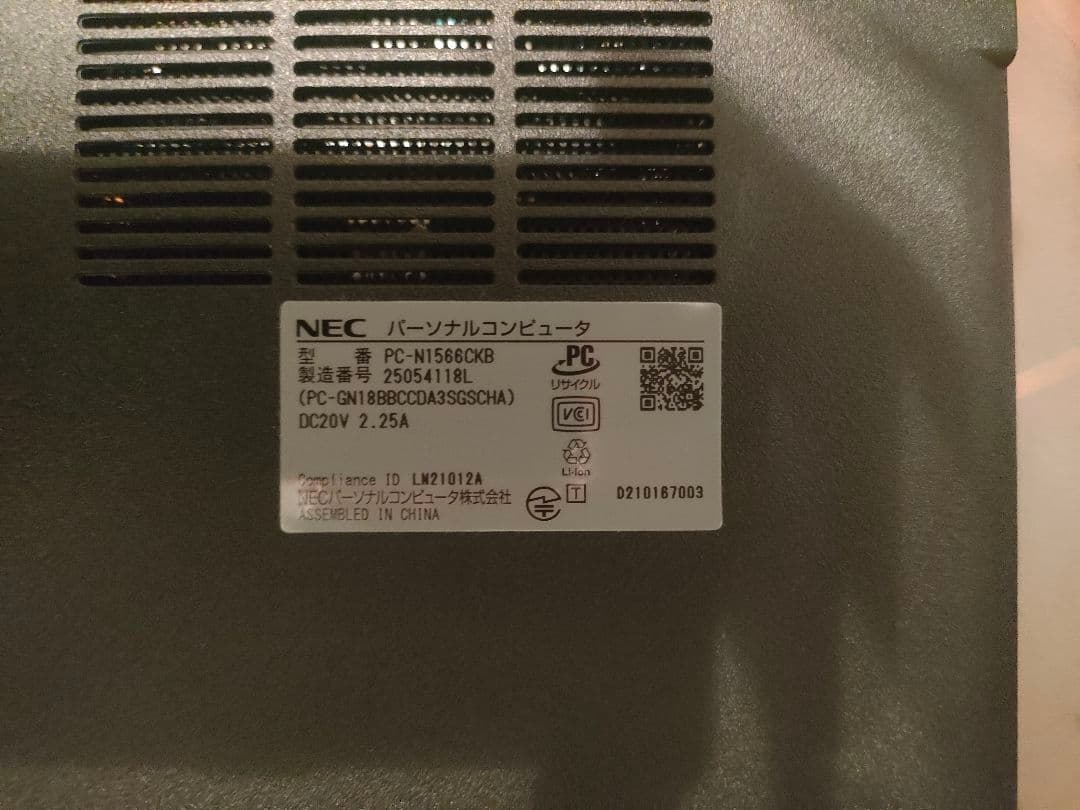 NEC パーソナルコンピュータ
型 番 PC-N1566CKB
製造番号 25054118L
(PC-GN18BBCCDA3SGSCHA)
DC20V 2.25A
PC
リサイクル
VCCI
Li-ion
Compliance ID LN21012A
NECパーソナルコンピュータ株式会社
ASSEMBLED IN CHINA
T
D210167003